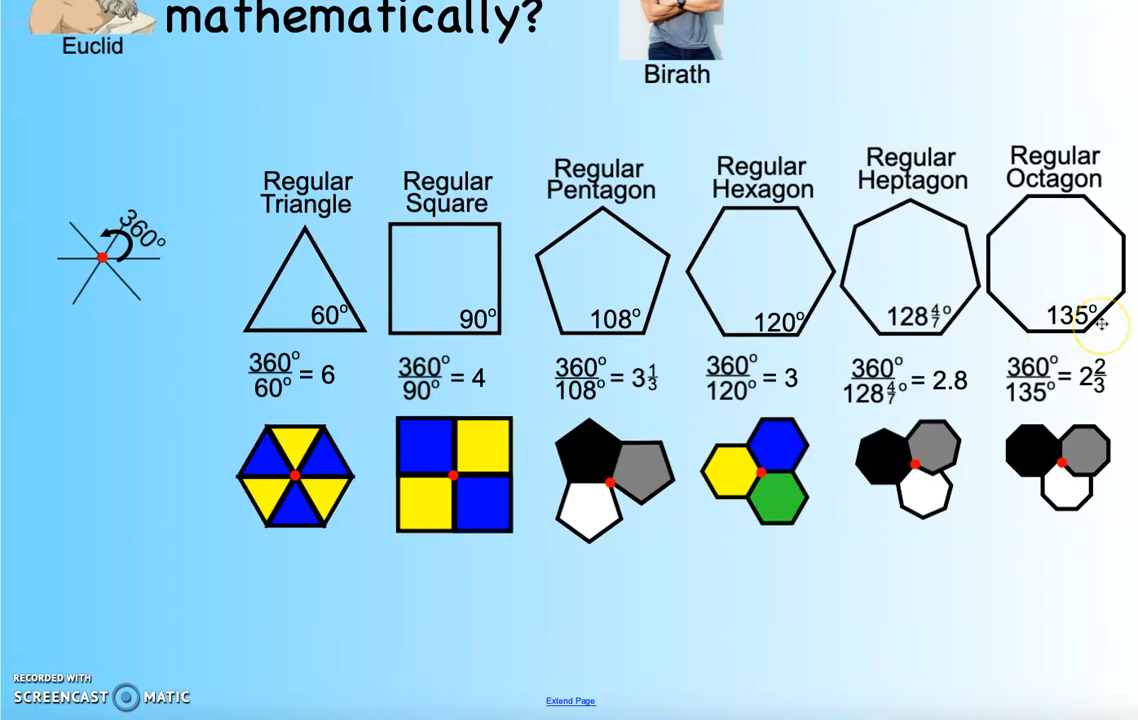 mathematically?
Euclid
Birath
360°
Regular
Triangle
Regular
Square
Regular
Pentagon
Regular
Hexagon
Regular
Heptagon
Regular
Octagon
60°
90°
108°
120°
128 4/7°
135°
360°/60° = 6
360°/90° = 4
360°/108° = 3 1/3
360°/120° = 3
360°/128 4/7° = 2.8
360°/135° = 2 2/3
RECORDED WITH
SCREENCAST MATIC
Extend Page